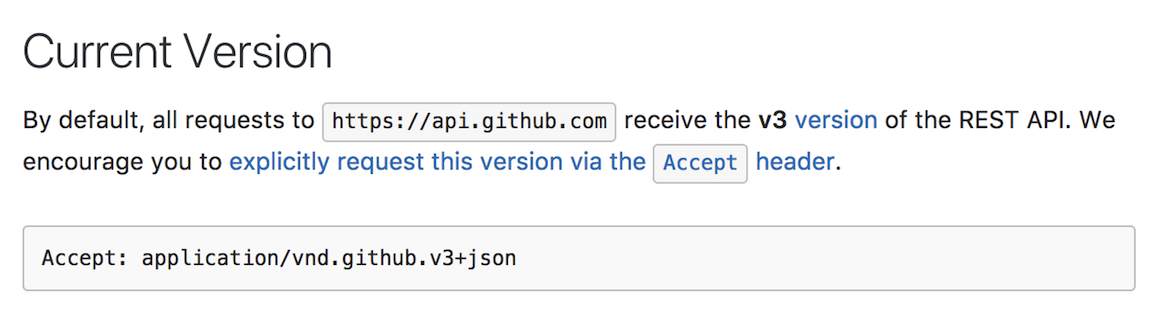 Current Version
By default, all requests to https://api.github.com receive the v3 version of the REST API. We
encourage you to explicitly request this version via the Accept header.
Accept: application/vnd.github.v3+json